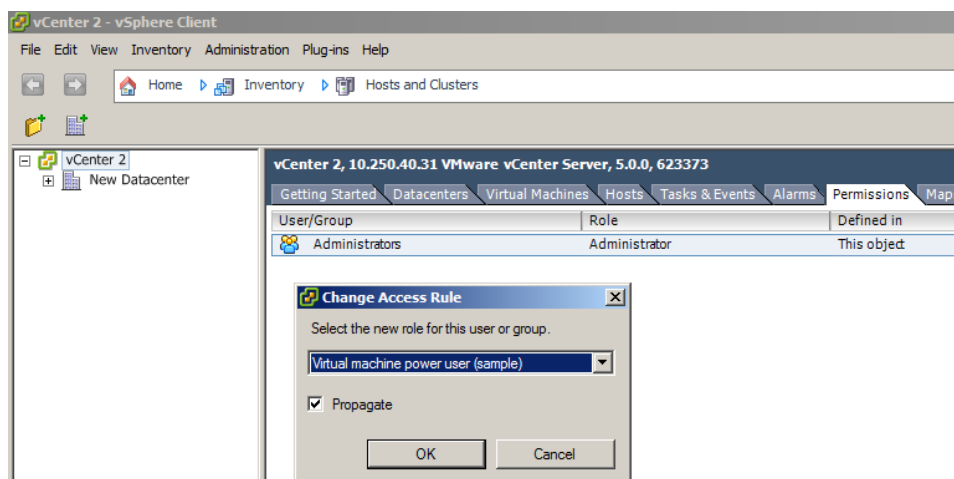 vCenter 2 - vSphere Client
File Edit View Inventory Administration Plug-ins Help
Home Inventory Hosts and Clusters
vCenter 2
New Datacenter
vCenter 2, 10.250.40.31 VMware vCenter Server, 5.0.0, 623373
Getting Started Datacenters Virtual Machines Hosts Tasks & Events Alarms Permissions Map
User/Group Role Defined in
Administrators Administrator This object
Change Access Rule
Select the new role for this user or group.
Virtual machine power user (sample)
Propagate
OK Cancel